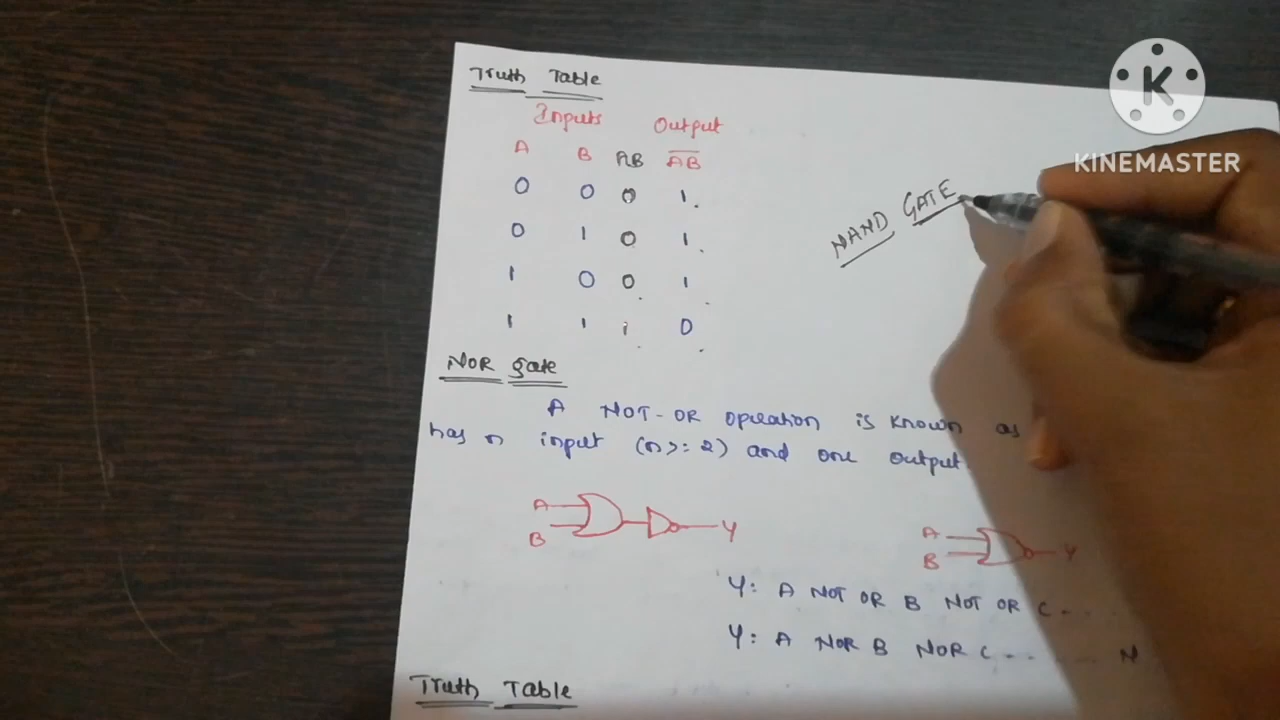 Truth Table
Inputs Output
A B AB A̅B̅
0 0 0 1.
0 1 0 1.
1 0 0 1
1 1 1 0
NAND GATE
NOR gate
A NOT-OR operation is known as
has n input (n>=2) and one output.
A
B
Y
A
B
Y
Y: A NOT OR B NOT OR C....
Y: A NOR B NOR C....... N
Truth Table
K
KINEMASTER